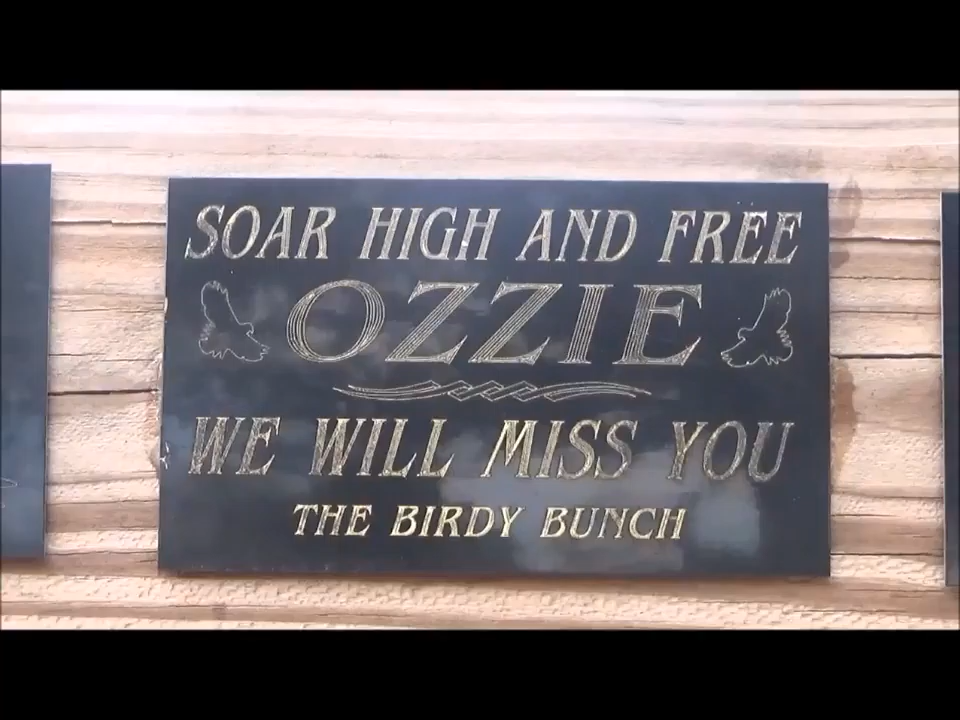 SOAR HIGH AND FREE
OZZIE
WE WILL MISS YOU
THE BIRDY BUNCH